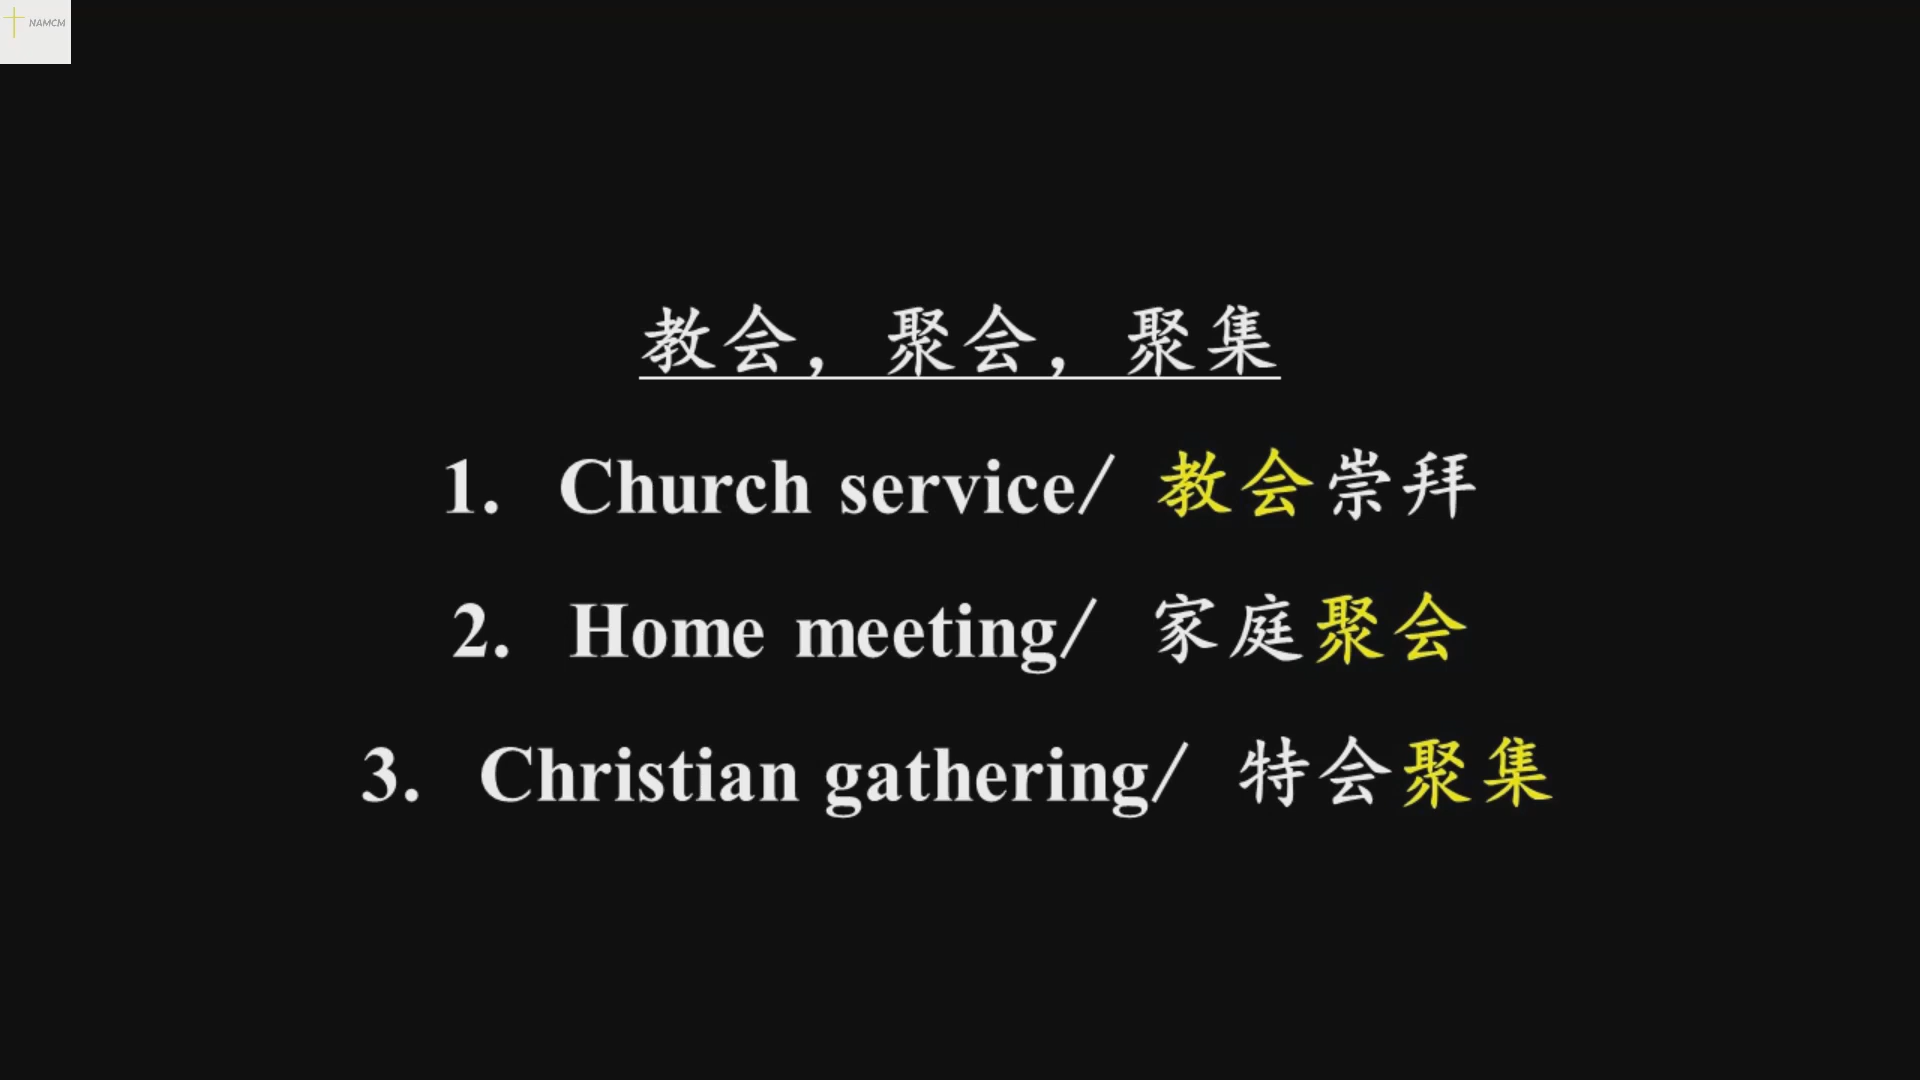 NAMCM
教会，聚会，聚集
1. Church service/ 教会崇拜
2. Home meeting/ 家庭聚会
3. Christian gathering/ 特会聚集